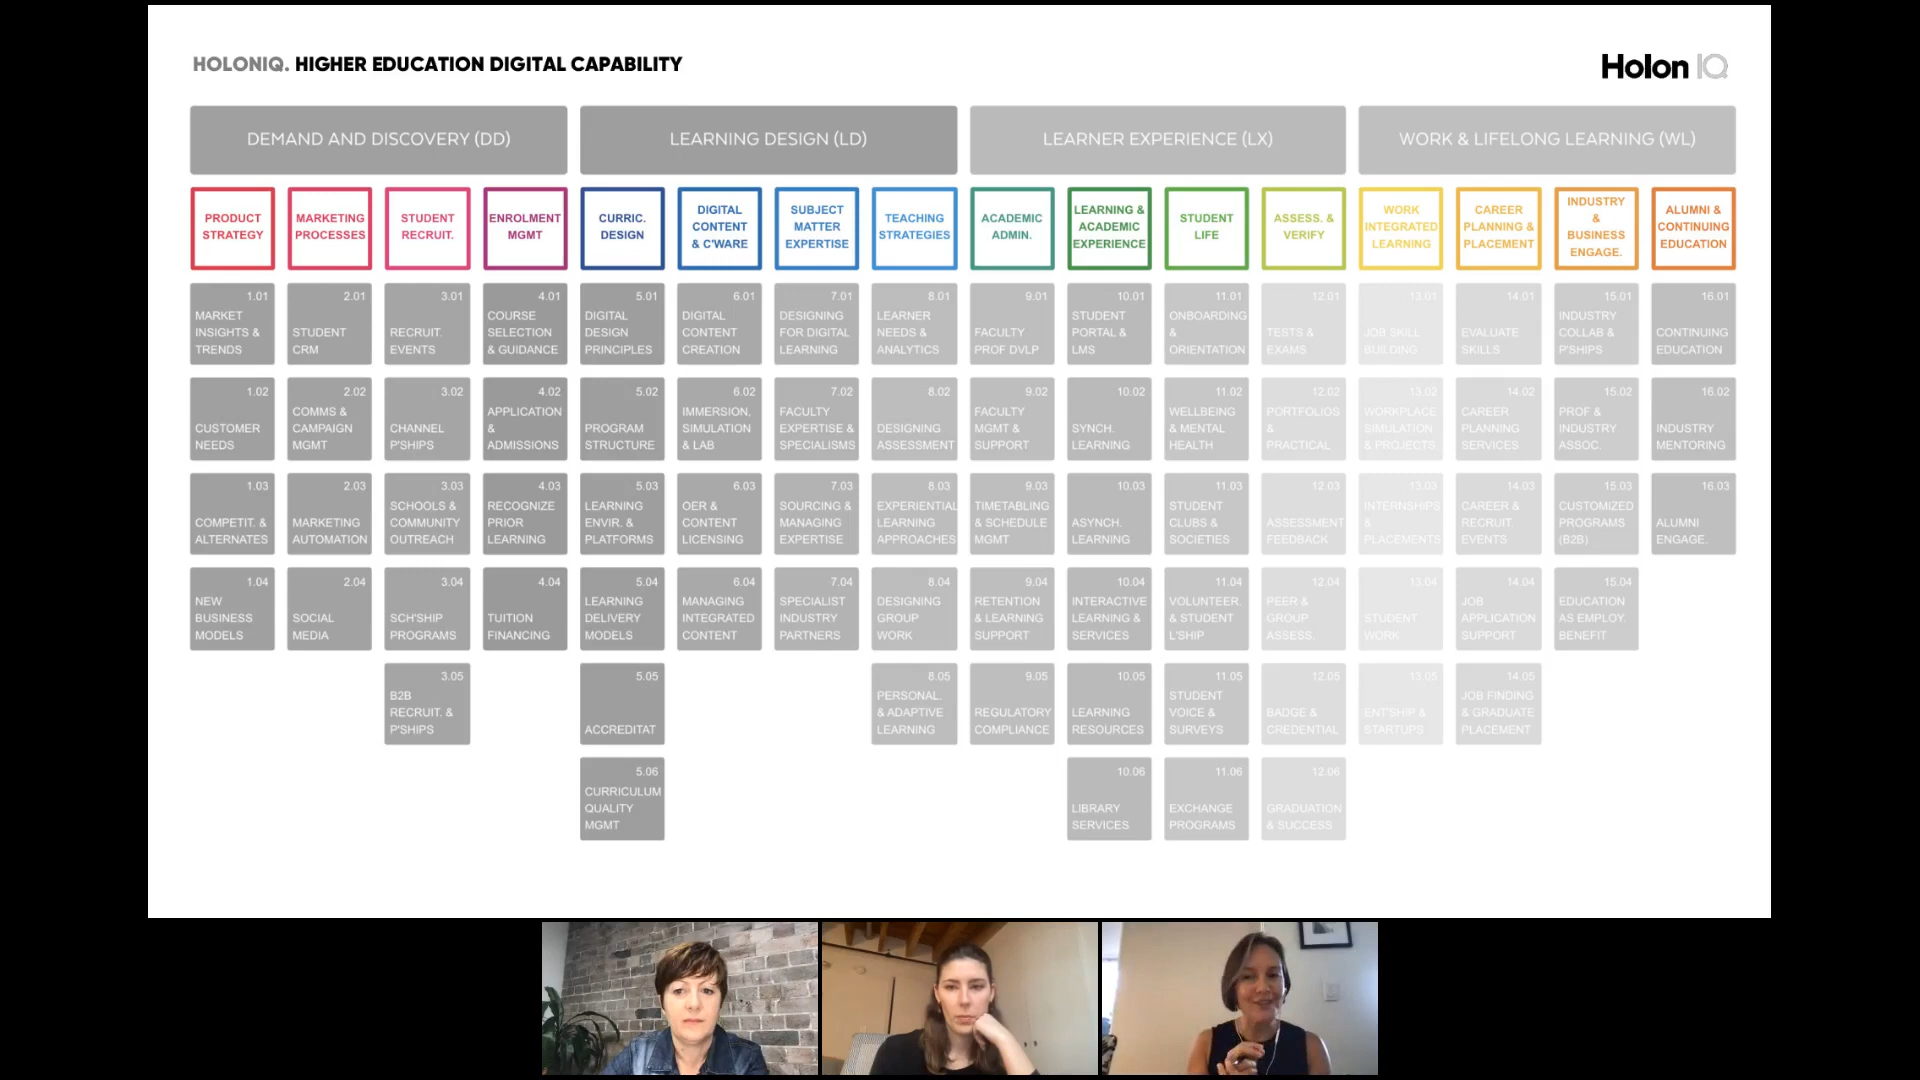 HOLONIQ. HIGHER EDUCATION DIGITAL CAPABILITY
Holon IQ
DEMAND AND DISCOVERY (DD)
LEARNING DESIGN (LD)
LEARNER EXPERIENCE (LX)
WORK & LIFELONG LEARNING (WL)
PRODUCT
STRATEGY
MARKETING
PROCESSES
STUDENT
RECRUIT.
ENROLMENT
MGMT
CURRIC.
DESIGN
DIGITAL
CONTENT
& C'WARE
SUBJECT
MATTER
EXPERTISE
TEACHING
STRATEGIES
ACADEMIC
ADMIN.
LEARNING &
ACADEMIC
EXPERIENCE
STUDENT
LIFE
ASSESS. &
VERIFY
WORK
INTEGRATED
LEARNING
CAREER
PLANNING &
PLACEMENT
INDUSTRY
&
BUSINESS
ENGAGE.
ALUMNI &
CONTINUING
EDUCATION
1.01
MARKET
INSIGHTS &
TRENDS
2.01
STUDENT
CRM
3.01
RECRUIT.
EVENTS
4.01
COURSE
SELECTION
& GUIDANCE
5.01
DIGITAL
DESIGN
PRINCIPLES
6.01
DIGITAL
CONTENT
CREATION
7.01
DESIGNING
FOR DIGITAL
LEARNING
8.01
LEARNER
NEEDS &
ANALYTICS
9.01
FACULTY
PROF DVLP
10.01
STUDENT
PORTAL &
LMS
11.01
ONBOARDING
&
ORIENTATION
12.01
TESTS &
EXAMS
13.01
JOB SKILL
BUILDING
14.01
EVALUATE
SKILLS
15.01
INDUSTRY
COLLAB &
P'SHIPS
16.01
CONTINUING
EDUCATION
1.02
CUSTOMER
NEEDS
2.02
COMMS &
CAMPAIGN
MGMT
3.02
CHANNEL
P'SHIPS
4.02
APPLICATION
&
ADMISSIONS
5.02
PROGRAM
STRUCTURE
6.02
IMMERSION,
SIMULATION
& LAB
7.02
FACULTY
EXPERTISE &
SPECIALISMS
8.02
DESIGNING
ASSESSMENT
9.02
FACULTY
MGMT &
SUPPORT
10.02
SYNCH.
LEARNING
11.02
WELLBEING
& MENTAL
HEALTH
12.02
PORTFOLIOS
&
PRACTICAL
13.02
WORKPLACE
SIMULATION
& PROJECTS
14.02
CAREER
PLANNING
SERVICES
15.02
PROF &
INDUSTRY
ASSOC.
16.02
INDUSTRY
MENTORING
1.03
COMPETIT. &
ALTERNATES
2.03
MARKETING
AUTOMATION
3.03
SCHOOLS &
COMMUNITY
OUTREACH
4.03
RECOGNIZE
PRIOR
LEARNING
5.03
LEARNING
ENVIR. &
PLATFORMS
6.03
OER &
CONTENT
LICENSING
7.03
SOURCING &
MANAGING
EXPERTISE
8.03
EXPERIENTIAL
LEARNING
APPROACHES
9.03
TIMETABLING
& SCHEDULE
MGMT
10.03
ASYNCH.
LEARNING
11.03
STUDENT
CLUBS &
SOCIETIES
12.03
ASSESSMENT
FEEDBACK
13.03
INTERNSHIPS
&
PLACEMENTS
14.03
CAREER &
RECRUIT.
EVENTS
15.03
CUSTOMIZED
PROGRAMS
(B2B)
16.03
ALUMNI
ENGAGE.
1.04
NEW
BUSINESS
MODELS
2.04
SOCIAL
MEDIA
3.04
SCH'SHIP
PROGRAMS
4.04
TUITION
FINANCING
5.04
LEARNING
DELIVERY
MODELS
6.04
MANAGING
INTEGRATED
CONTENT
7.04
SPECIALIST
INDUSTRY
PARTNERS
8.04
DESIGNING
GROUP
WORK
9.04
RETENTION
& LEARNING
SUPPORT
10.04
INTERACTIVE
LEARNING &
SERVICES
11.04
VOLUNTEER.
& STUDENT
L'SHIP
12.04
PEER &
GROUP
ASSESS.
13.04
STUDENT
WORK
14.04
JOB
APPLICATION
SUPPORT
15.04
EDUCATION
AS EMPLOY.
BENEFIT
3.05
B2B
RECRUIT. &
P'SHIPS
5.05
ACCREDITAT
8.05
PERSONAL.
& ADAPTIVE
LEARNING
9.05
REGULATORY
COMPLIANCE
10.05
LEARNING
RESOURCES
11.05
STUDENT
VOICE &
SURVEYS
12.05
BADGE &
CREDENTIAL
13.05
ENT'SHIP &
STARTUPS
14.05
JOB FINDING
& GRADUATE
PLACEMENT
5.06
CURRICULUM
QUALITY
MGMT
10.06
LIBRARY
SERVICES
11.06
EXCHANGE
PROGRAMS
12.06
GRADUATION
& SUCCESS